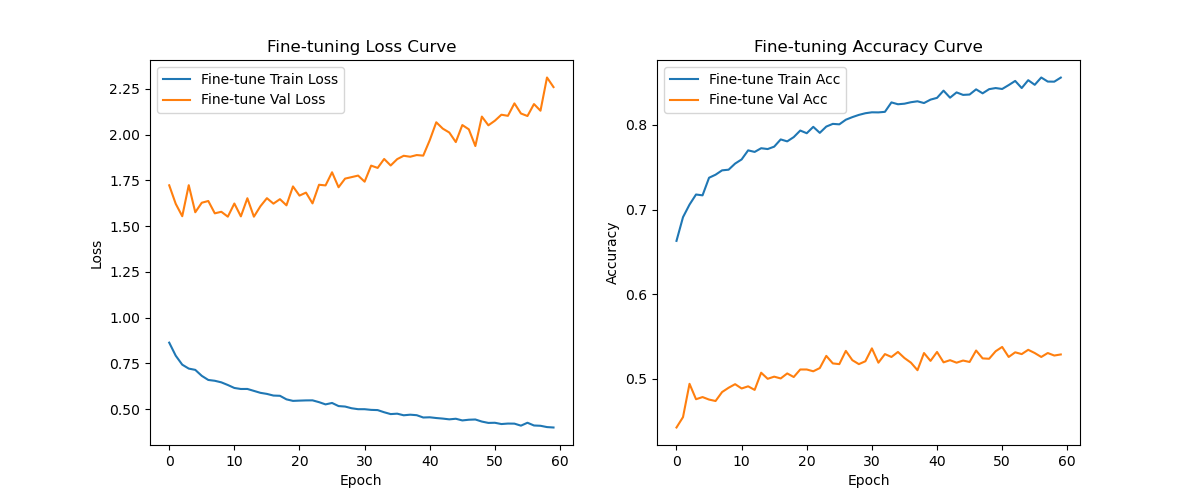 Fine-tuning Loss Curve
Fine-tune Train Loss
Fine-tune Val Loss
2.25
2.00
1.75
1.50
1.25
1.00
0.75
0.50
Loss
0 10 20 30 40 50 60
Epoch
Fine-tuning Accuracy Curve
Fine-tune Train Acc
Fine-tune Val Acc
0.8
0.7
0.6
0.5
Accuracy
0 10 20 30 40 50 60
Epoch